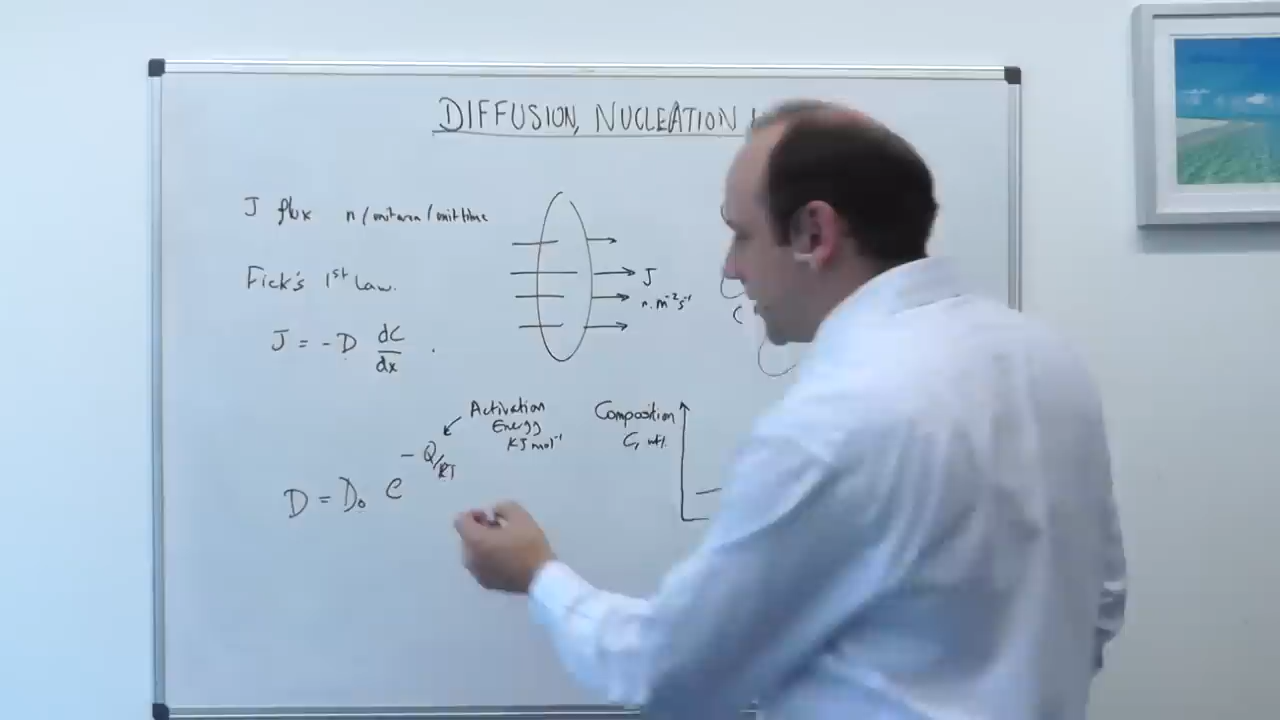 DIFFUSION, NUCLEATION
J flux n/unit area/unit time
Fick's 1st Law.
J = -D dC/dx .
J
n.m⁻²s⁻¹
C
D = D₀ e^-Q/RT
Activation
Energy
KJ mol⁻¹
Composition
C, wt%